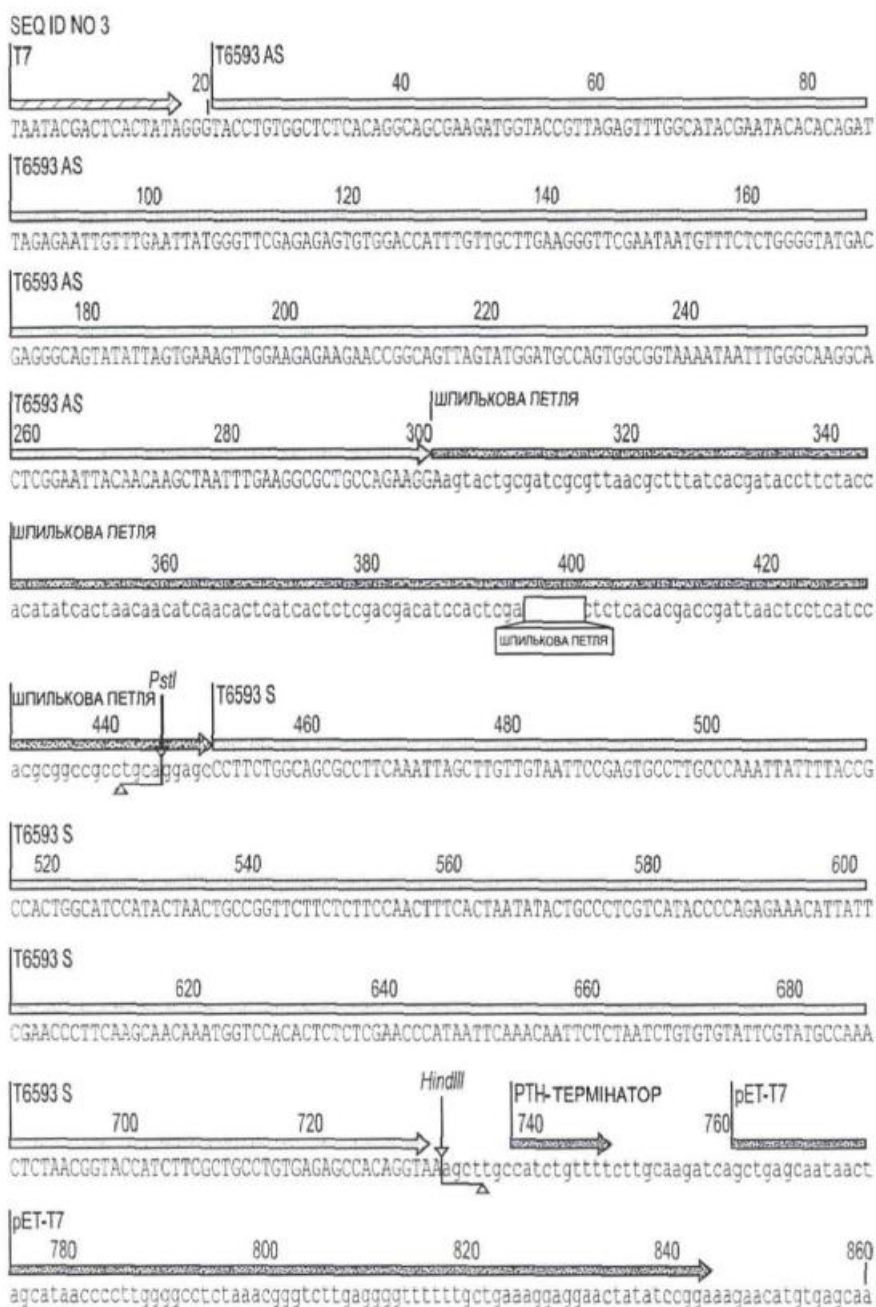 SEQ ID NO 3
T7 T6593 AS
20 40 60 80
TAATACGACTCACTATAGGGTACCTGTGGCTCTCACAGGCAGCGAAGATGGTACCGTTAGAGTTTGGCATACGAATACACACAGAT
T6593 AS
100 120 140 160
TAGAGAATTGTTTGAATTATGGGTTCGAGAGAGTGTGGACCATTTGTTGCTTGAAGGGTTCGAATAATGTTTCTCTGGGGTATGAC
T6593 AS
180 200 220 240
GAGGGCAGTATATTAGTGAAAGTTGGAAGAGAAGAACCGGCAGTTAGTATGGATGCCAGTGGCGGTAAAATAATTTGGGCAAGGCA
T6593 AS ШПИЛЬКОВА ПЕТЛЯ
260 280 300 320 340
CTCGGAATTACAACAAGCTAATTTGAAGGCGCTGCCAGAAGGAagtactgcgatcgcgttaacgctttatcacgataccttctacc
ШПИЛЬКОВА ПЕТЛЯ
360 380 400 420
acatatcactaacaacatcaacactcatcactctcgacgacatccactcga ctctcacacgaccgattaactcctcatcc
ШПИЛЬКОВА ПЕТЛЯ
PstI
ШПИЛЬКОВА ПЕТЛЯ T6593 S
440 460 480 500
acgcggccgcctgcaggagcCCTTCTGGCAGCGCCTTCAAATTAGCTTGTTGTAATTCCGAGTGCCTTGCCCAAATTATTTTACCG
T6593 S
520 540 560 580 600
CCACTGGCATCCATACTAACTGCCGGTTCTTCTCTTCCAACTTTCACTAATATACTGCCCTCGTCATACCCCAGAGAAACATTATT
T6593 S
620 640 660 680
CGAACCCTTCAAGCAACAAATGGTCCACACTCTCTCGAACCCATAATTCAAACAATTCTCTAATCTGTGTGTATTCGTATGCCAAA
T6593 S HindIII РТН-ТЕРМІНАТОР pET-T7
700 720 740 760
CTCTAACGGTACCATCTTCGCTGCCTGTGAGAGCCACAGGTAAagcttgccatctgttttcttgcaagatcagctgagcaataact
pET-T7
780 800 820 840 860
agcataaccccttggggcctctaaacgggtcttgaggggttttttgctgaaaggaggaactatatccggaaagaacatgtgagcaa